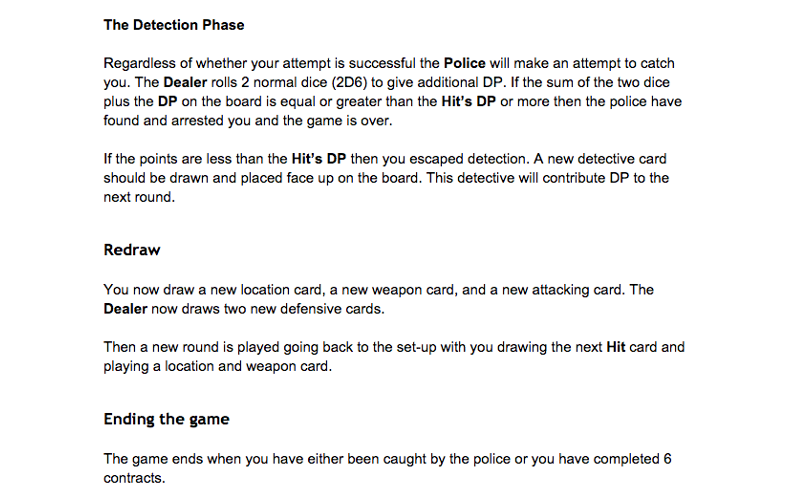 The Detection Phase
Regardless of whether your attempt is successful the Police will make an attempt to catch
you. The Dealer rolls 2 normal dice (2D6) to give additional DP. If the sum of the two dice
plus the DP on the board is equal or greater than the Hit's DP or more then the police have
found and arrested you and the game is over.
If the points are less than the Hit's DP then you escaped detection. A new detective card
should be drawn and placed face up on the board. This detective will contribute DP to the
next round.
Redraw
You now draw a new location card, a new weapon card, and a new attacking card. The
Dealer now draws two new defensive cards.
Then a new round is played going back to the set-up with you drawing the next Hit card and
playing a location and weapon card.
Ending the game
The game ends when you have either been caught by the police or you have completed 6
contracts.